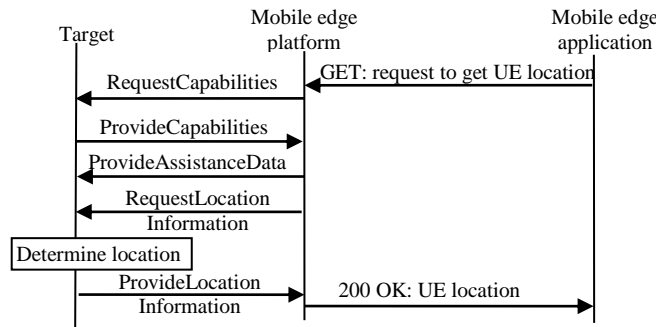 Target
Mobile edge
platform
Mobile edge
application
GET: request to get UE location
RequestCapabilities
ProvideCapabilities
ProvideAssistanceData
RequestLocation
Information
Determine location
ProvideLocation
Information
200 OK: UE location